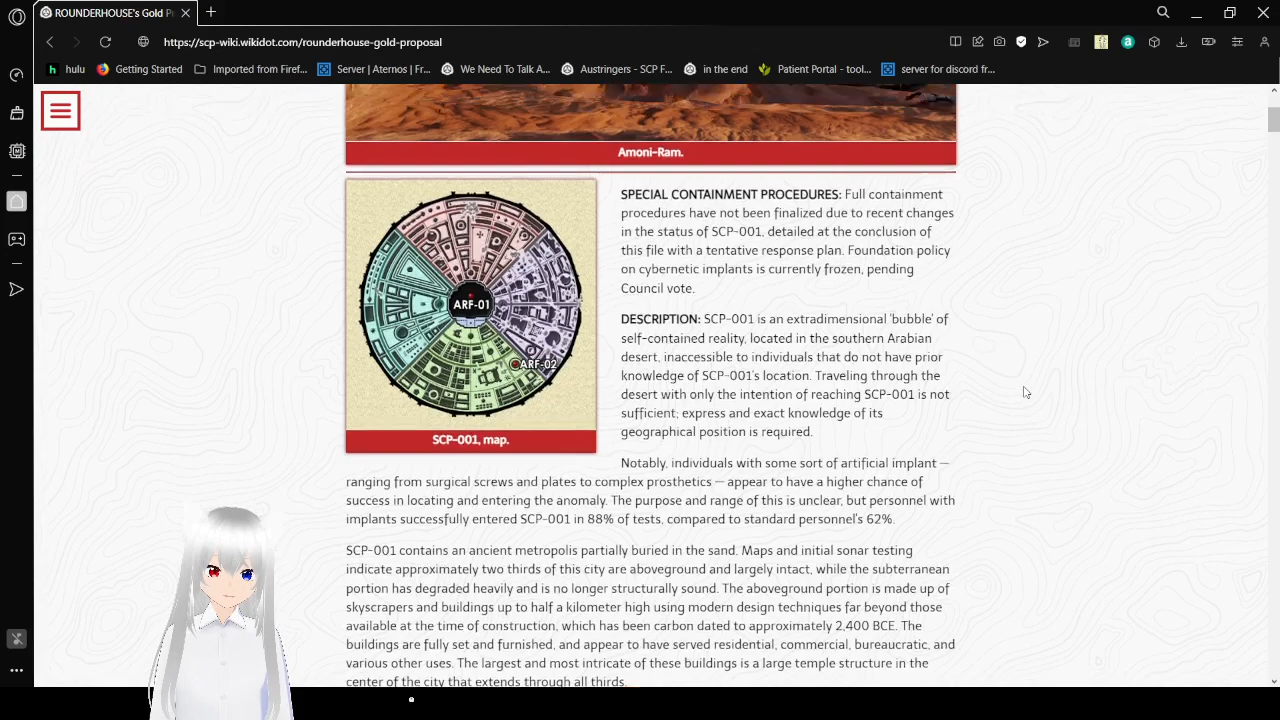 ROUNDERHOUSE's Gold P
https://scp-wiki.wikidot.com/rounderhouse-gold-proposal
hulu
Getting Started
Imported from Firef...
Server | Aternos | Fr...
We Need To Talk A...
Austringers - SCP F...
in the end
Patient Portal - tool...
server for discord fr...
Amoni-Ram.
ARF-01
ARF-02
SCP-001, map.
SPECIAL CONTAINMENT PROCEDURES: Full containment
procedures have not been finalized due to recent changes
in the status of SCP-001, detailed at the conclusion of
this file with a tentative response plan. Foundation policy
on cybernetic implants is currently frozen, pending
Council vote.
DESCRIPTION: SCP-001 is an extradimensional 'bubble' of
self-contained reality, located in the southern Arabian
desert, inaccessible to individuals that do not have prior
knowledge of SCP-001's location. Traveling through the
desert with only the intention of reaching SCP-001 is not
sufficient; express and exact knowledge of its
geographical position is required.
Notably, individuals with some sort of artificial implant —
ranging from surgical screws and plates to complex prosthetics — appear to have a higher chance of
success in locating and entering the anomaly. The purpose and range of this is unclear, but personnel with
implants successfully entered SCP-001 in 88% of tests, compared to standard personnel's 62%.
SCP-001 contains an ancient metropolis partially buried in the sand. Maps and initial sonar testing
indicate approximately two thirds of this city are aboveground and largely intact, while the subterranean
portion has degraded heavily and is no longer structurally sound. The aboveground portion is made up of
skyscrapers and buildings up to half a kilometer high using modern design techniques far beyond those
available at the time of construction, which has been carbon dated to approximately 2,400 BCE. The
buildings are fully set and furnished, and appear to have served residential, commercial, bureaucratic, and
various other uses. The largest and most intricate of these buildings is a large temple structure in the
center of the city that extends through all thirds.